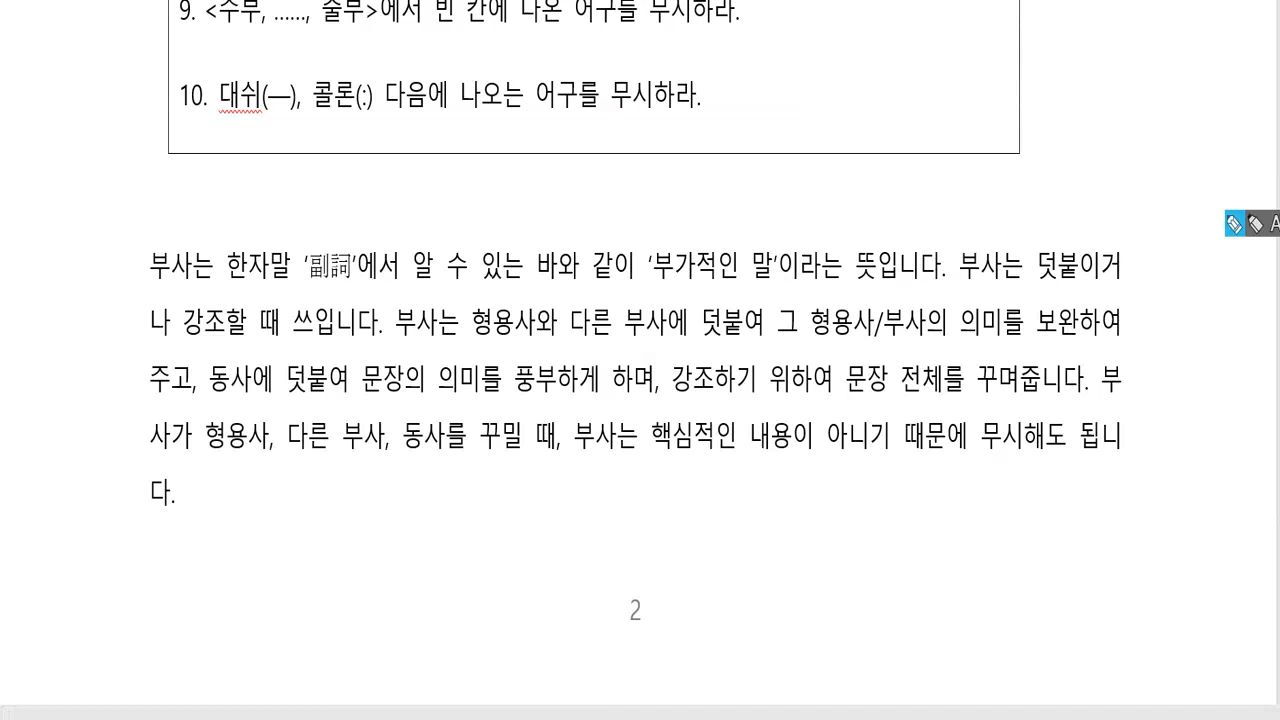 9. <주부, ……, 술부>에서 빈 칸에 나온 어구를 무시하라.
10. 대쉬(—), 콜론(:) 다음에 나오는 어구를 무시하라.
부사는 한자말 ‘副詞’에서 알 수 있는 바와 같이 ‘부가적인 말’이라는 뜻입니다. 부사는 덧붙이거
나 강조할 때 쓰입니다. 부사는 형용사와 다른 부사에 덧붙여 그 형용사/부사의 의미를 보완하여
주고, 동사에 덧붙여 문장의 의미를 풍부하게 하며, 강조하기 위하여 문장 전체를 꾸며줍니다. 부
사가 형용사, 다른 부사, 동사를 꾸밀 때, 부사는 핵심적인 내용이 아니기 때문에 무시해도 됩니
다.
2